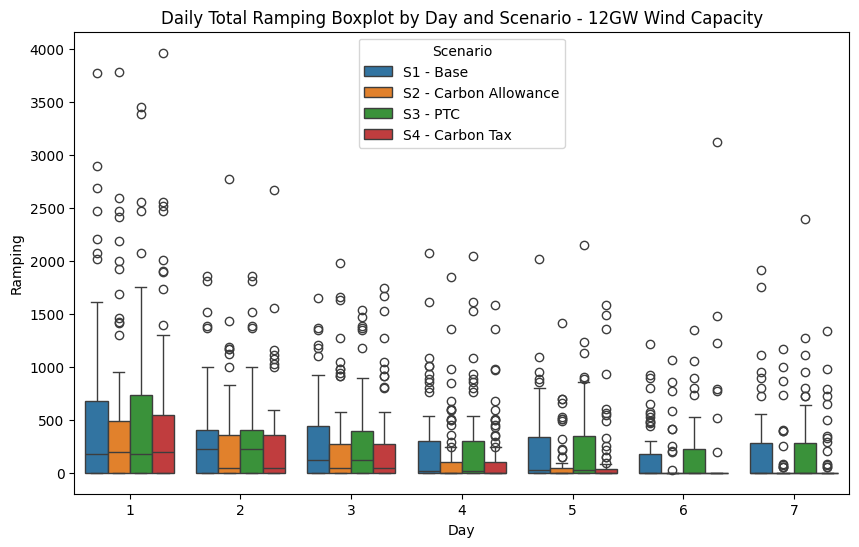 Daily Total Ramping Boxplot by Day and Scenario - 12GW Wind Capacity
Scenario
S1 - Base
S2 - Carbon Allowance
S3 - PTC
S4 - Carbon Tax
Ramping
4000
3500
3000
2500
2000
1500
1000
500
0
1 2 3 4 5 6 7
Day